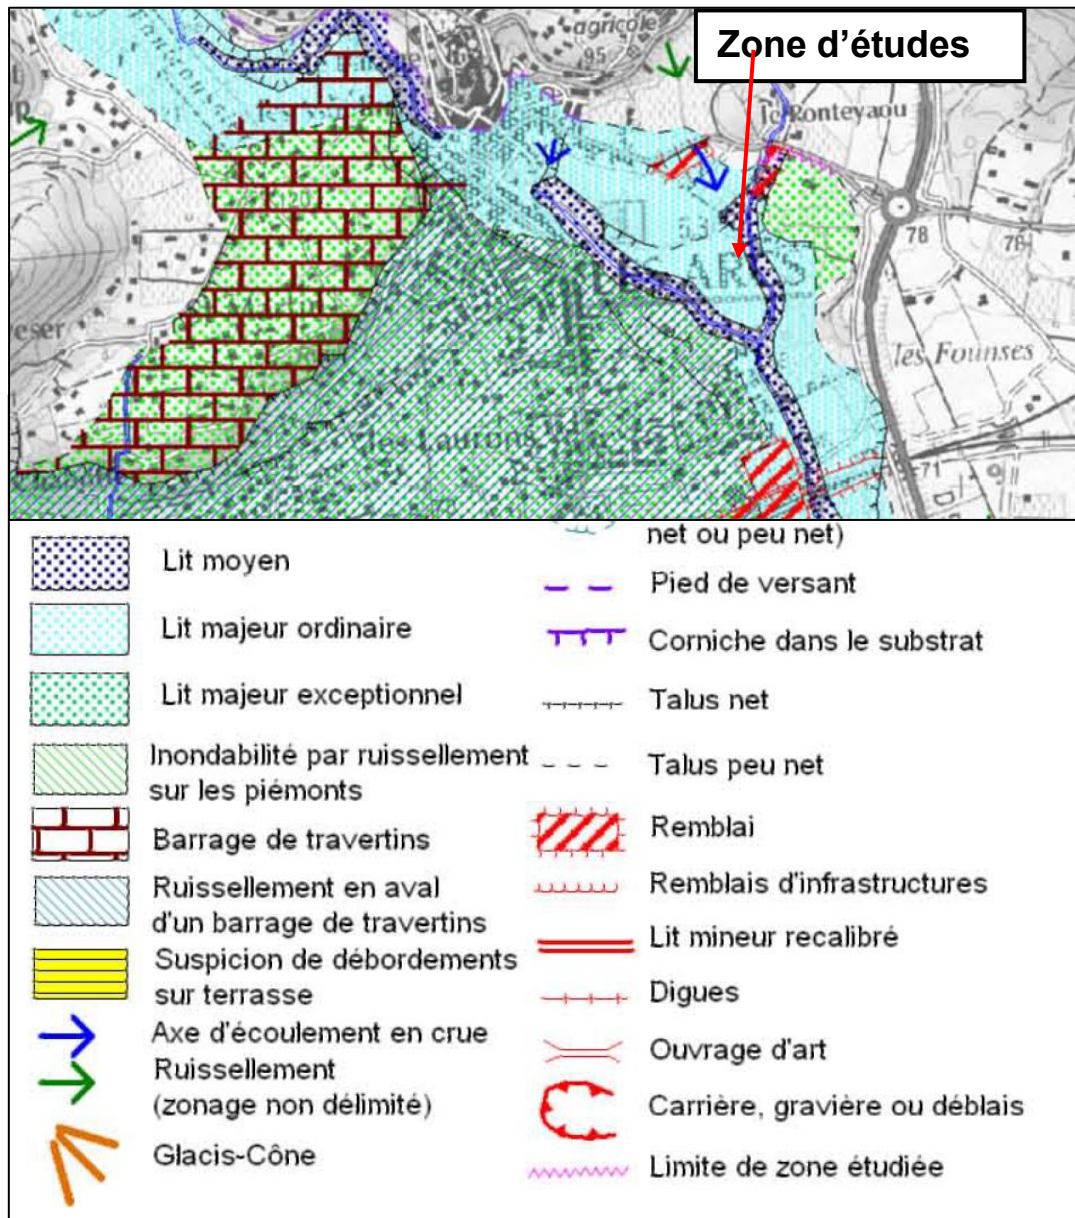 agricole
95
Zone d'études
le Ronteyaou
120
78
76
ARCS
les Founses
les Laurons
71
net ou peu net)
Lit moyen
Pied de versant
Lit majeur ordinaire
Corniche dans le substrat
Lit majeur exceptionnel
Talus net
Inondabilité par ruissellement
sur les piémonts
Talus peu net
Barrage de travertins
Remblai
Ruissellement en aval
d'un barrage de travertins
Remblais d'infrastructures
Suspicion de débordements
sur terrasse
Lit mineur recalibré
Axe d'écoulement en crue
Digues
Ruissellement
(zonage non délimité)
Ouvrage d'art
Glacis-Cône
Carrière, gravière ou déblais
Limite de zone étudiée